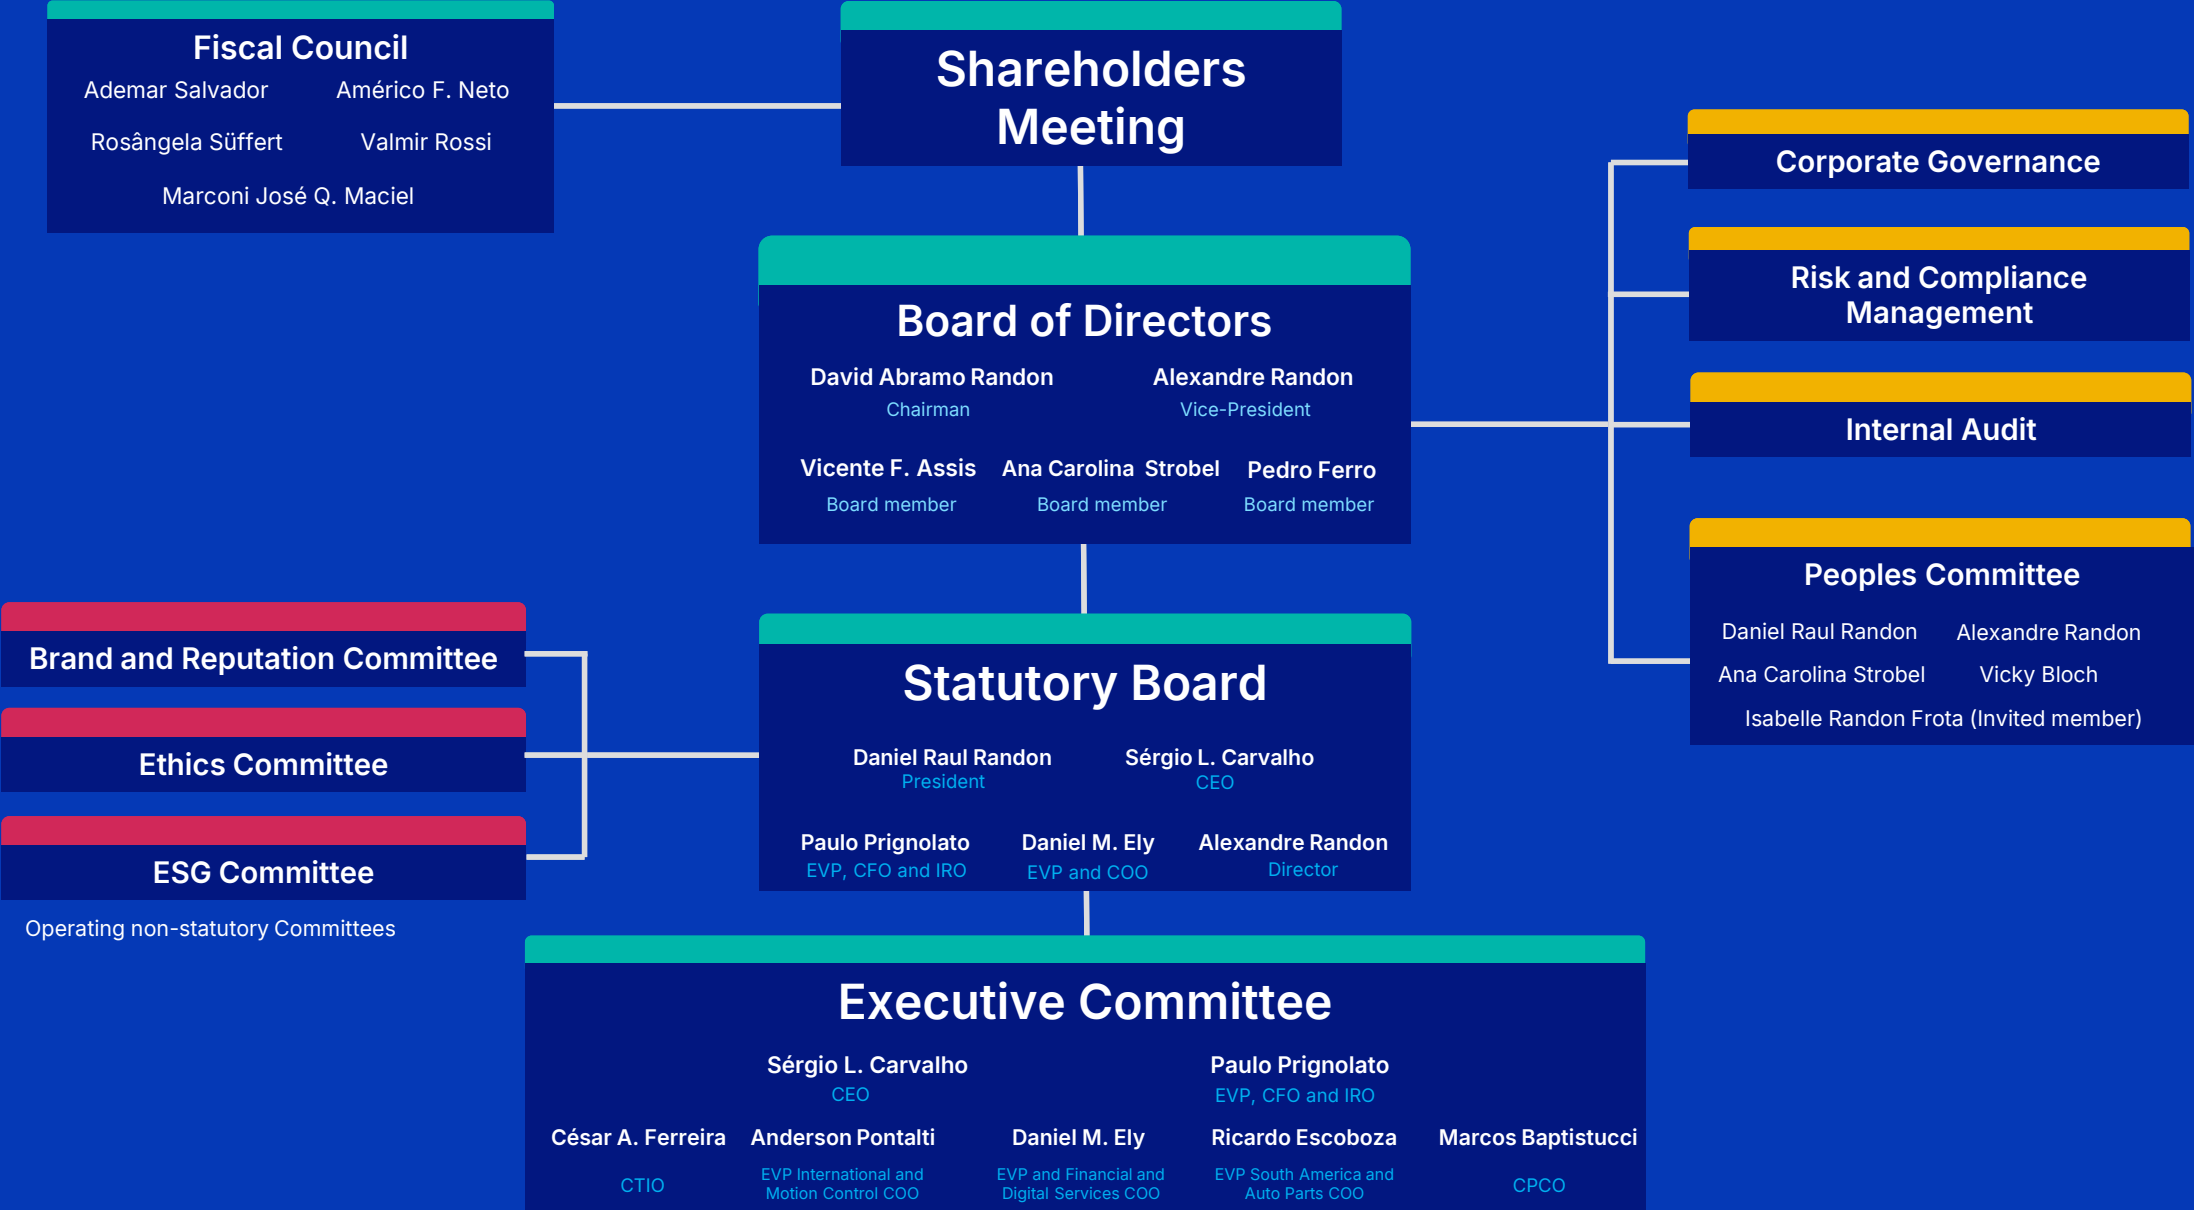 Fiscal Council
Ademar Salvador Américo F. Neto
Rosângela Süffert Valmir Rossi
Marconi José Q. Maciel
Shareholders
Meeting
Corporate Governance
Risk and Compliance
Management
Internal Audit
Peoples Committee
Daniel Raul Randon Alexandre Randon
Ana Carolina Strobel Vicky Bloch
Isabelle Randon Frota (Invited member)
Board of Directors
David Abramo Randon Alexandre Randon
Chairman Vice-President
Vicente F. Assis Ana Carolina Strobel Pedro Ferro
Board member Board member Board member
Brand and Reputation Committee
Ethics Committee
ESG Committee
Operating non-statutory Committees
Statutory Board
Daniel Raul Randon Sérgio L. Carvalho
President CEO
Paulo Prignolato Daniel M. Ely Alexandre Randon
EVP, CFO and IRO EVP and COO Director
Executive Committee
Sérgio L. Carvalho Paulo Prignolato
CEO EVP, CFO and IRO
César A. Ferreira Anderson Pontalti Daniel M. Ely Ricardo Escoboza Marcos Baptistucci
CTIO EVP International and EVP and Financial and EVP South America and CPCO
Motion Control COO Digital Services COO Auto Parts COO